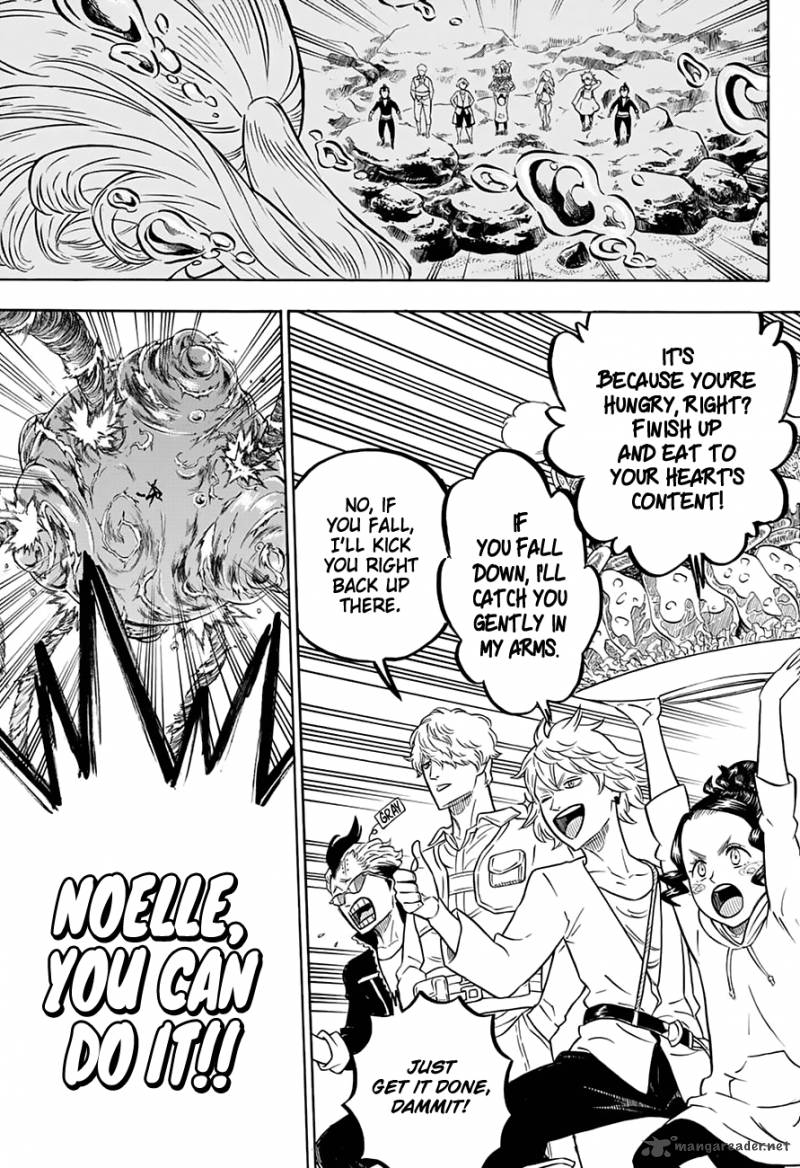 IT'S
BECAUSE YOU'RE
HUNGRY, RIGHT?
FINISH UP
AND EAT TO
YOUR HEART'S
CONTENT!
IF
YOU FALL
DOWN, I'LL
CATCH YOU
GENTLY IN
MY ARMS.
NO, IF
YOU FALL,
I'LL KICK
YOU RIGHT
BACK UP
THERE.
GRAY
JUST
GET IT DONE,
DAMMIT!
NOELLE,
YOU CAN
DO IT!!
mangareader.net